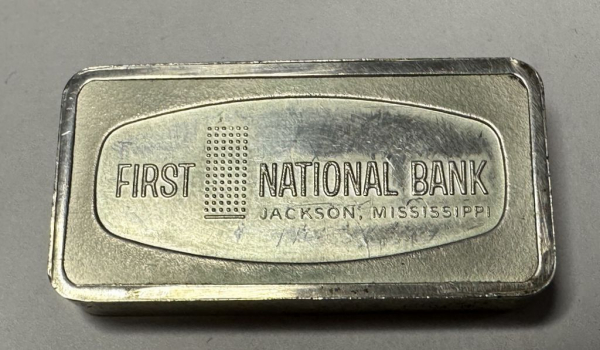 FIRST NATIONAL BANK
JACKSON, MISSISSIPPI